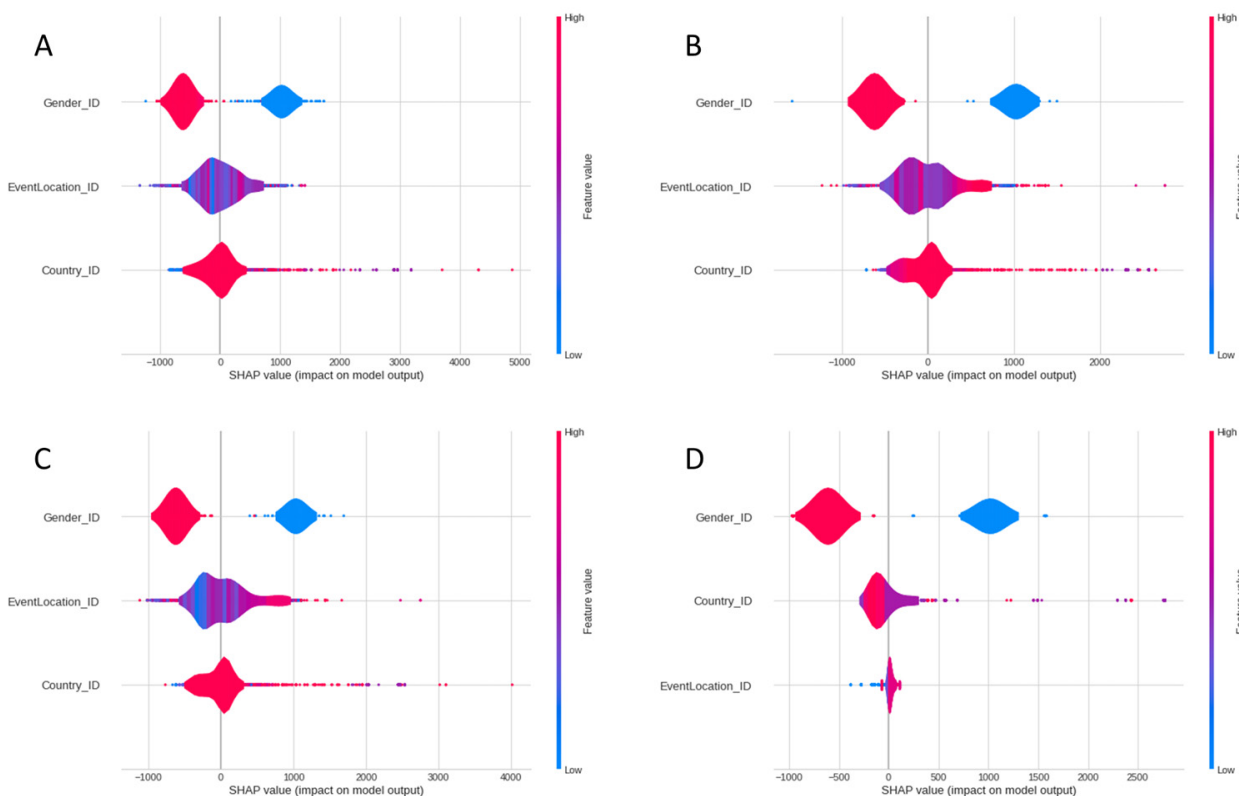 A
High
Gender_ID
EventLocation_ID
Country_ID
Feature value
Low
−1000 0 1000 2000 3000 4000 5000
SHAP value (impact on model output)
B
High
Gender_ID
EventLocation_ID
Country_ID
Feature value
Low
−1000 0 1000 2000
SHAP value (impact on model output)
C
High
Gender_ID
EventLocation_ID
Country_ID
Feature value
Low
−1000 0 1000 2000 3000 4000
SHAP value (impact on model output)
D
High
Gender_ID
Country_ID
EventLocation_ID
Feature value
Low
−1000 −500 0 500 1000 1500 2000 2500
SHAP value (impact on model output)